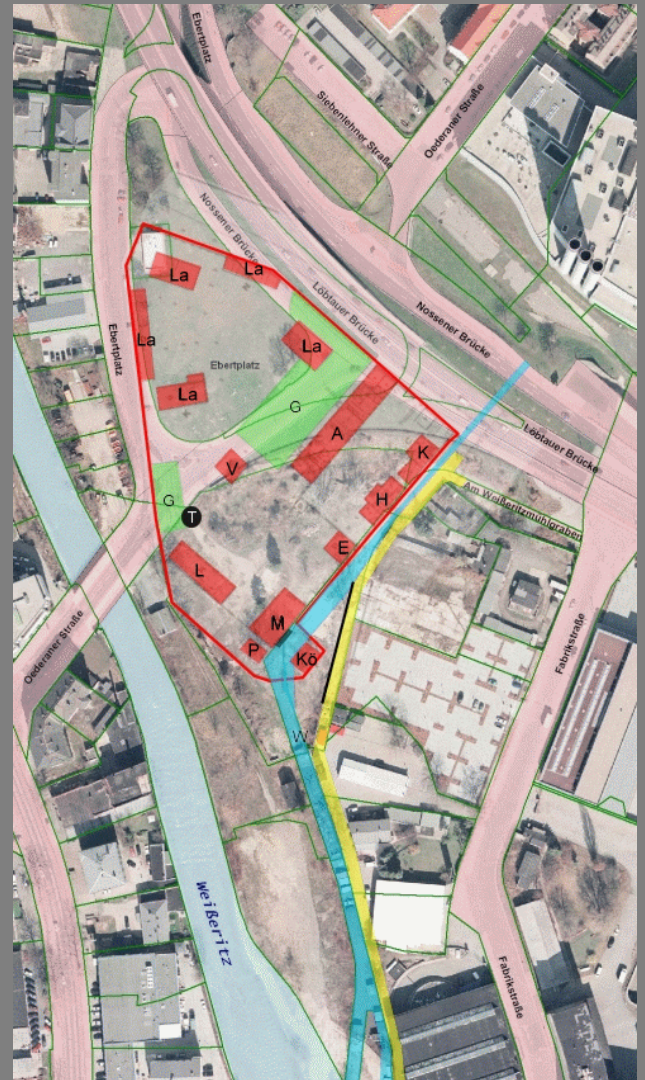 Ebertplatz
Siebenlehner Straße
Oederaner Straße
Nossener Brücke
La
La
Löbtauer Brücke
Nossener Brücke
Ebertplatz
La
La
Ebertplatz
La
G
A
Löbtauer Brücke
K
V
G
H
Am Weißeritzmühlgraben
T
E
L
M
P
Kö
Oederaner Straße
Fabrikstraße
W
Weißeritz
Fabrikstraße